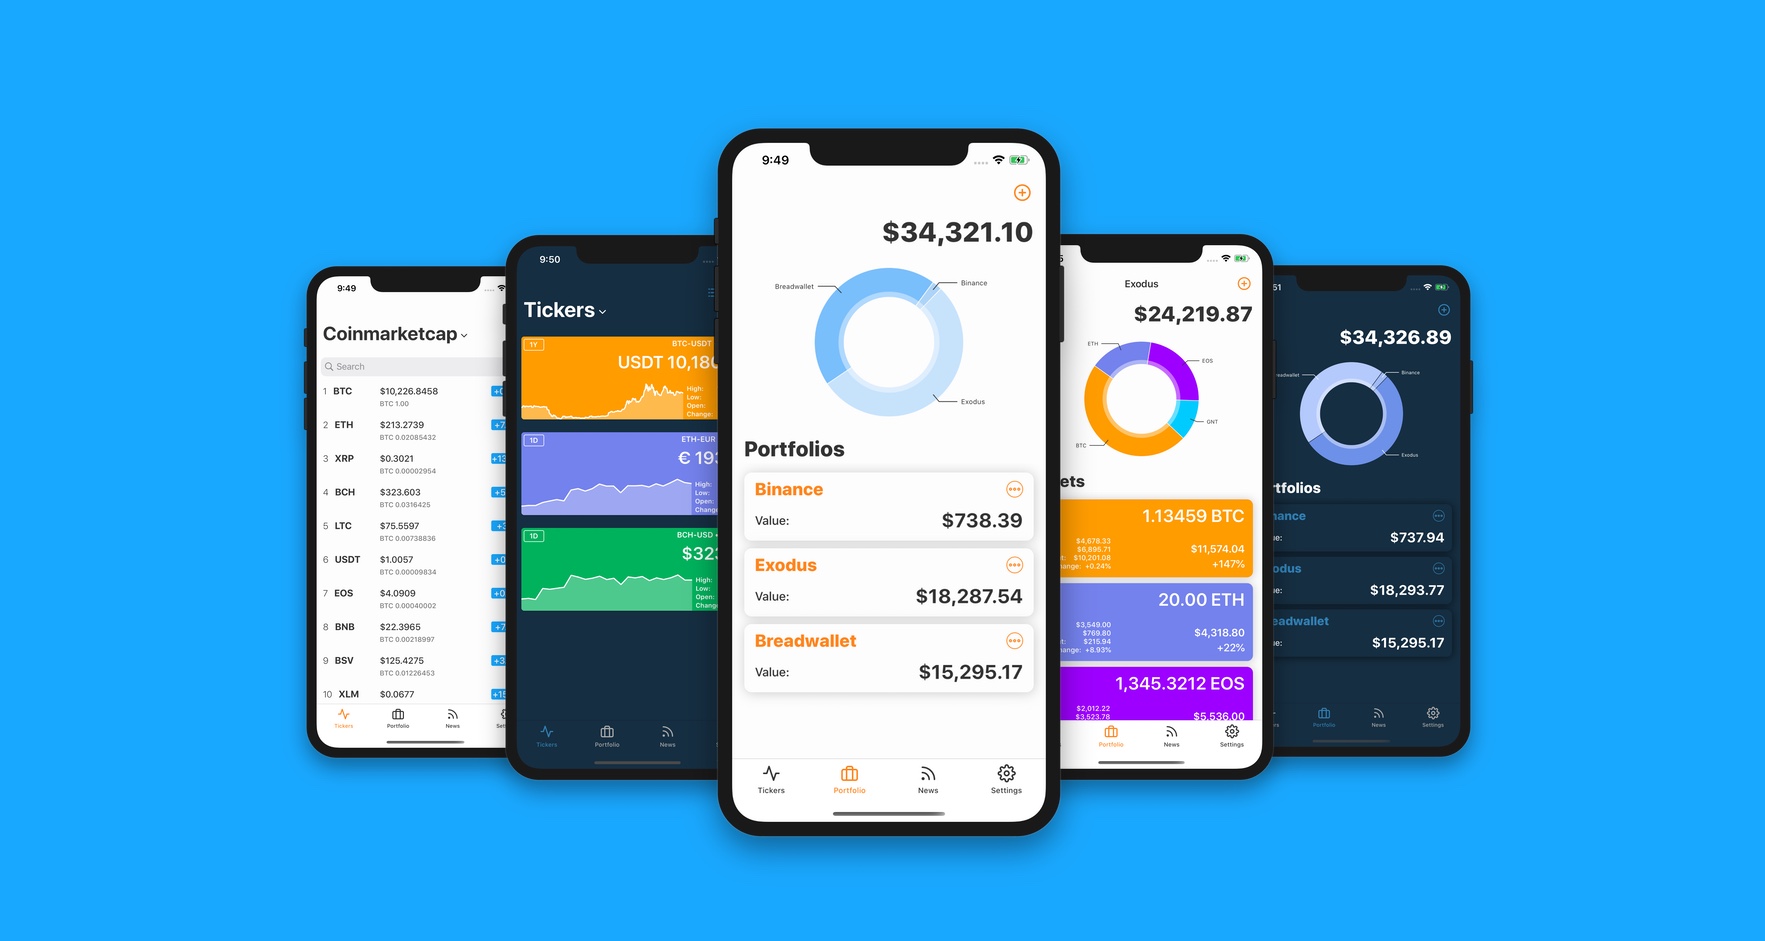 9:49
Coinmarketcap
Search
1 BTC $10,226.8458
BTC 1.00
2 ETH $213.2739
BTC 0.02085432
3 XRP $0.3021
BTC 0.00002954
4 BCH $323.603
BTC 0.0316425
5 LTC $75.5597
BTC 0.00738836
6 USDT $1.0057
BTC 0.00009834
7 EOS $4.0909
BTC 0.00040002
8 BNB $22.3965
BTC 0.00218997
9 BSV $125.4275
BTC 0.01226453
10 XLM $0.0677
Tickers Portfolio News
9:50
Tickers
1Y BTC-USDT
USDT 10,180
High:
Low:
Open:
Change:
1D ETH-EUR
€ 193
High:
Low:
Open:
Change
1D BCH-USD
$323
High:
Low:
Open:
Change
Tickers Portfolio News
9:49
$34,321.10
Breadwallet
Binance
Exodus
Portfolios
Binance
Value: $738.39
Exodus
Value: $18,287.54
Breadwallet
Value: $15,295.17
Tickers Portfolio News Settings
Exodus
$24,219.87
ETH
EOS
GNT
BTC
ets
1.13459 BTC
$4,678.33
$6,895.71
$11,574.04
$10,201.08
ange: +0.24%
+147%
20.00 ETH
$3,549.00
$769.80
$4,318.80
$215.94
ange: +8.93%
+22%
1,345.3212 EOS
$2,012.22
$3,523.78
$5,536.00
Portfolio News Settings
51
$34,326.89
readwallet
Binance
Exodus
rtfolios
nance
ue: $737.94
odus
ue: $18,293.77
eadwallet
ue: $15,295.17
rs Portfolio News Settings